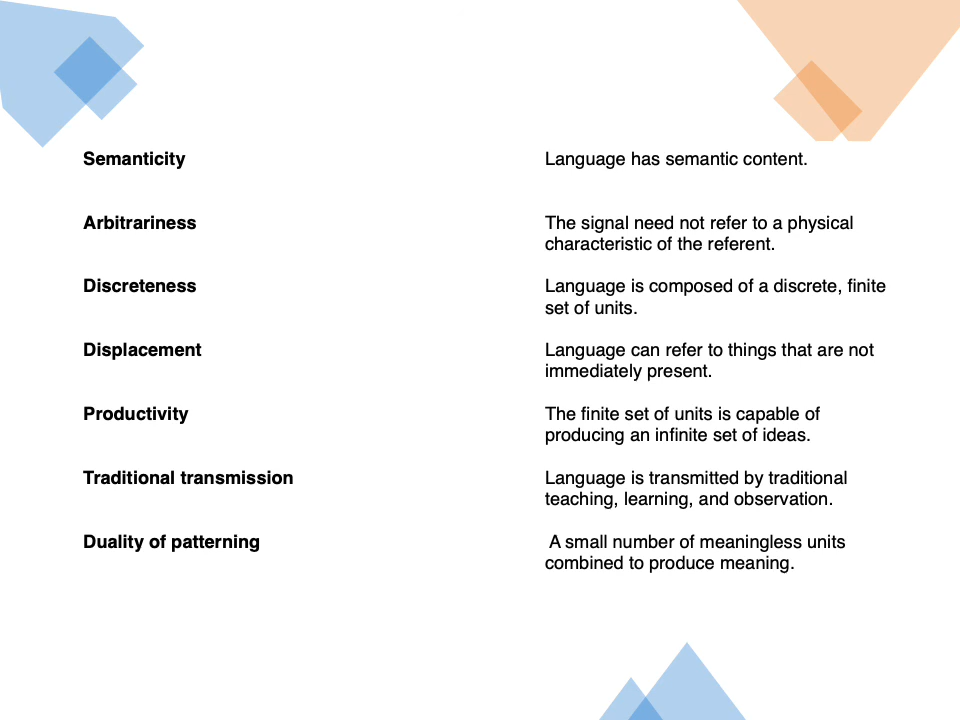 Semanticity
Language has semantic content.
Arbitrariness
The signal need not refer to a physical
characteristic of the referent.
Discreteness
Language is composed of a discrete, finite
set of units.
Displacement
Language can refer to things that are not
immediately present.
Productivity
The finite set of units is capable of
producing an infinite set of ideas.
Traditional transmission
Language is transmitted by traditional
teaching, learning, and observation.
Duality of patterning
A small number of meaningless units
combined to produce meaning.